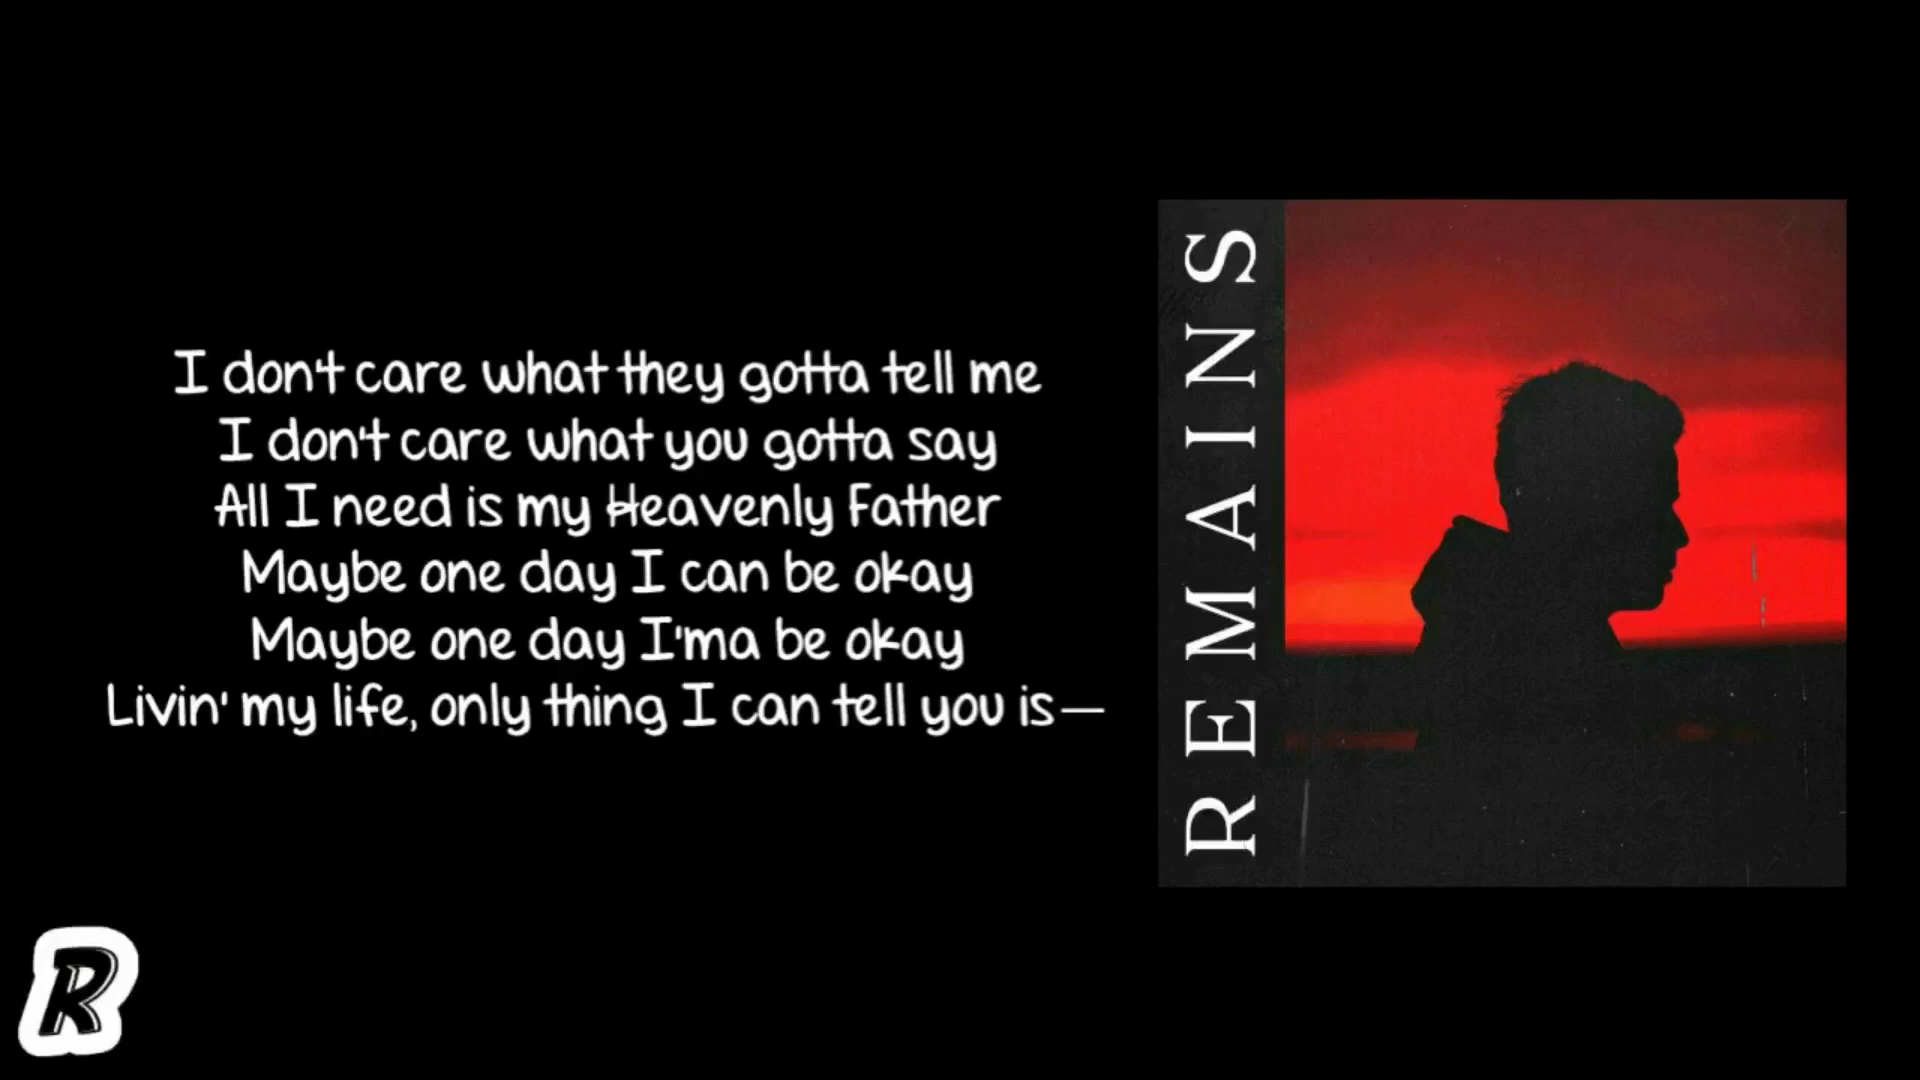 I don't care what they gotta tell me
I don't care what you gotta say
All I need is my Heavenly Father
Maybe one day I can be okay
Maybe one day I'ma be okay
Livin' my life, only thing I can tell you is—
REMAINS
R